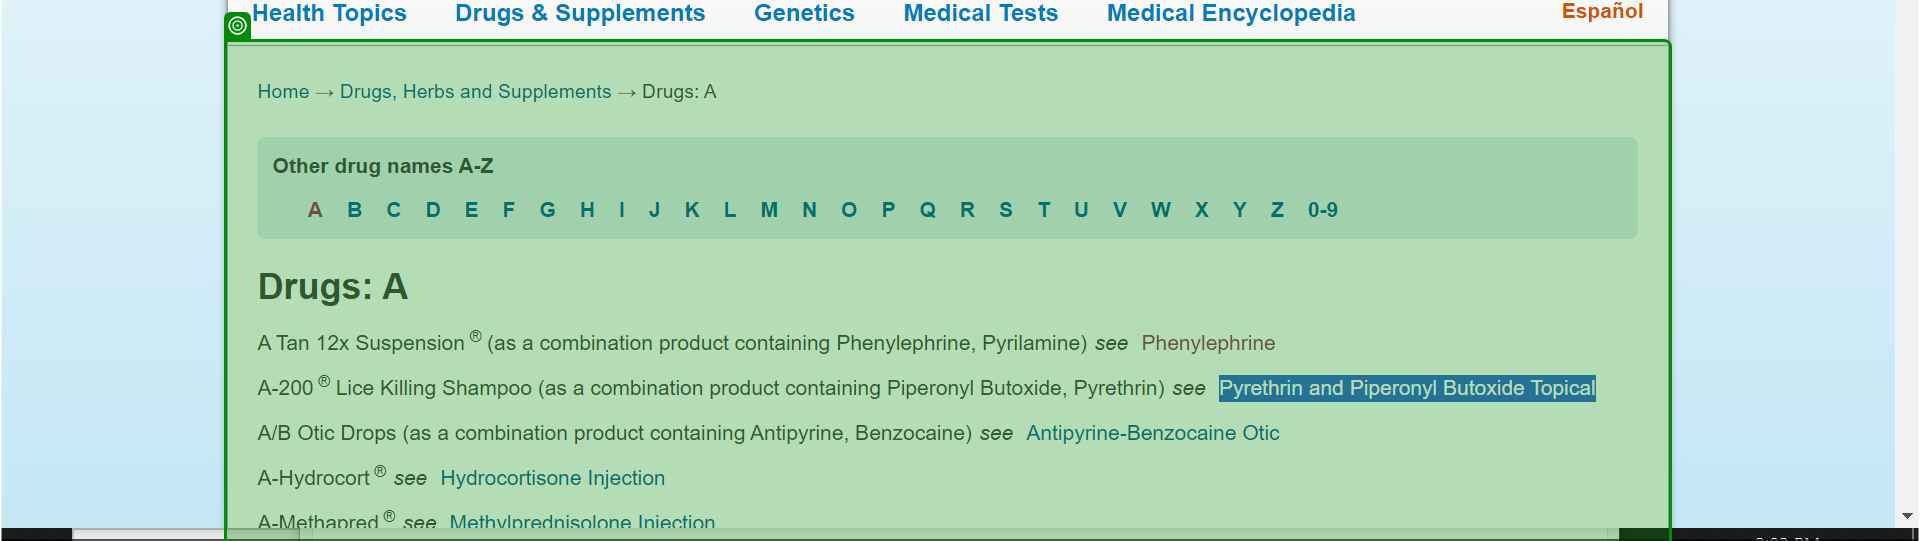 Health Topics Drugs & Supplements Genetics Medical Tests Medical Encyclopedia Español
Home → Drugs, Herbs and Supplements → Drugs: A
Other drug names A-Z
A B C D E F G H I J K L M N O P Q R S T U V W X Y Z 0-9
Drugs: A
A Tan 12x Suspension ® (as a combination product containing Phenylephrine, Pyrilamine) see Phenylephrine
A-200 ® Lice Killing Shampoo (as a combination product containing Piperonyl Butoxide, Pyrethrin) see Pyrethrin and Piperonyl Butoxide Topical
A/B Otic Drops (as a combination product containing Antipyrine, Benzocaine) see Antipyrine-Benzocaine Otic
A-Hydrocort ® see Hydrocortisone Injection
A-Methapred ® see Methylprednisolone Injection